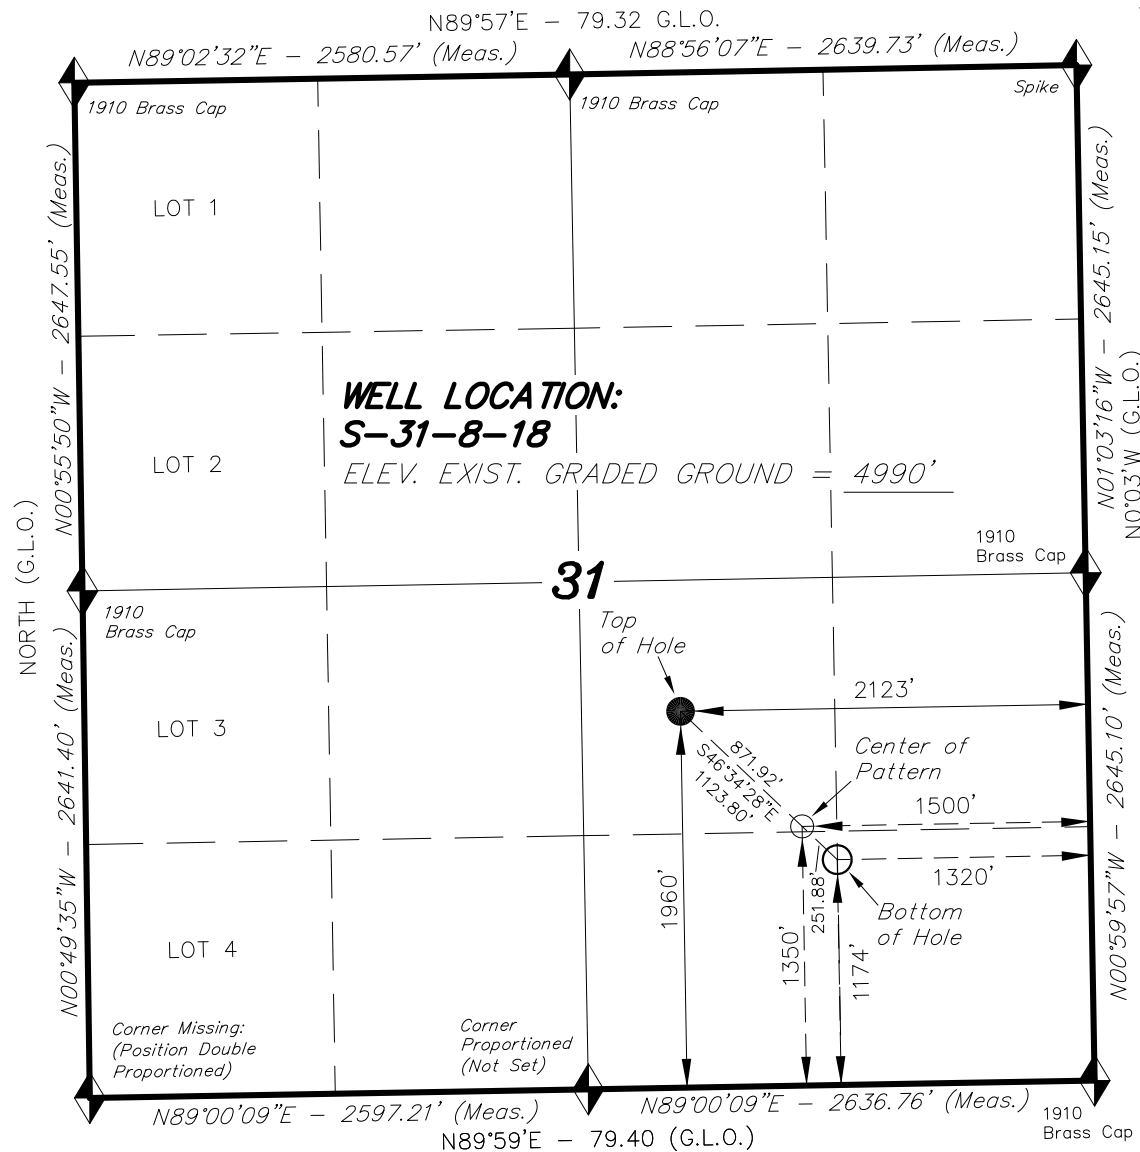 N89°57'E - 79.32 G.L.O.
N89°02'32"E - 2580.57' (Meas.)
N88°56'07"E - 2639.73' (Meas.)
1910 Brass Cap
1910 Brass Cap
Spike
N00°55'50"W - 2647.55' (Meas.)
N01°03'16"W - 2645.15' (Meas.)
N0°03'W (G.L.O.)
LOT 1
WELL LOCATION:
S-31-8-18
ELEV. EXIST. GRADED GROUND = 4990'
LOT 2
1910
Brass Cap
NORTH (G.L.O.)
31
1910
Brass Cap
Top
of Hole
2123'
LOT 3
871.92'
S46°34'28"E
1123.80'
Center of
Pattern
1500'
N00°49'35"W - 2641.40' (Meas.)
N00°59'57"W - 2645.10' (Meas.)
1960'
1350'
251.88'
1174'
1320'
Bottom
of Hole
LOT 4
Corner Missing:
(Position Double
Proportioned)
Corner
Proportioned
(Not Set)
N89°00'09"E - 2597.21' (Meas.)
N89°00'09"E - 2636.76' (Meas.)
1910
Brass Cap
N89°59'E - 79.40 (G.L.O.)